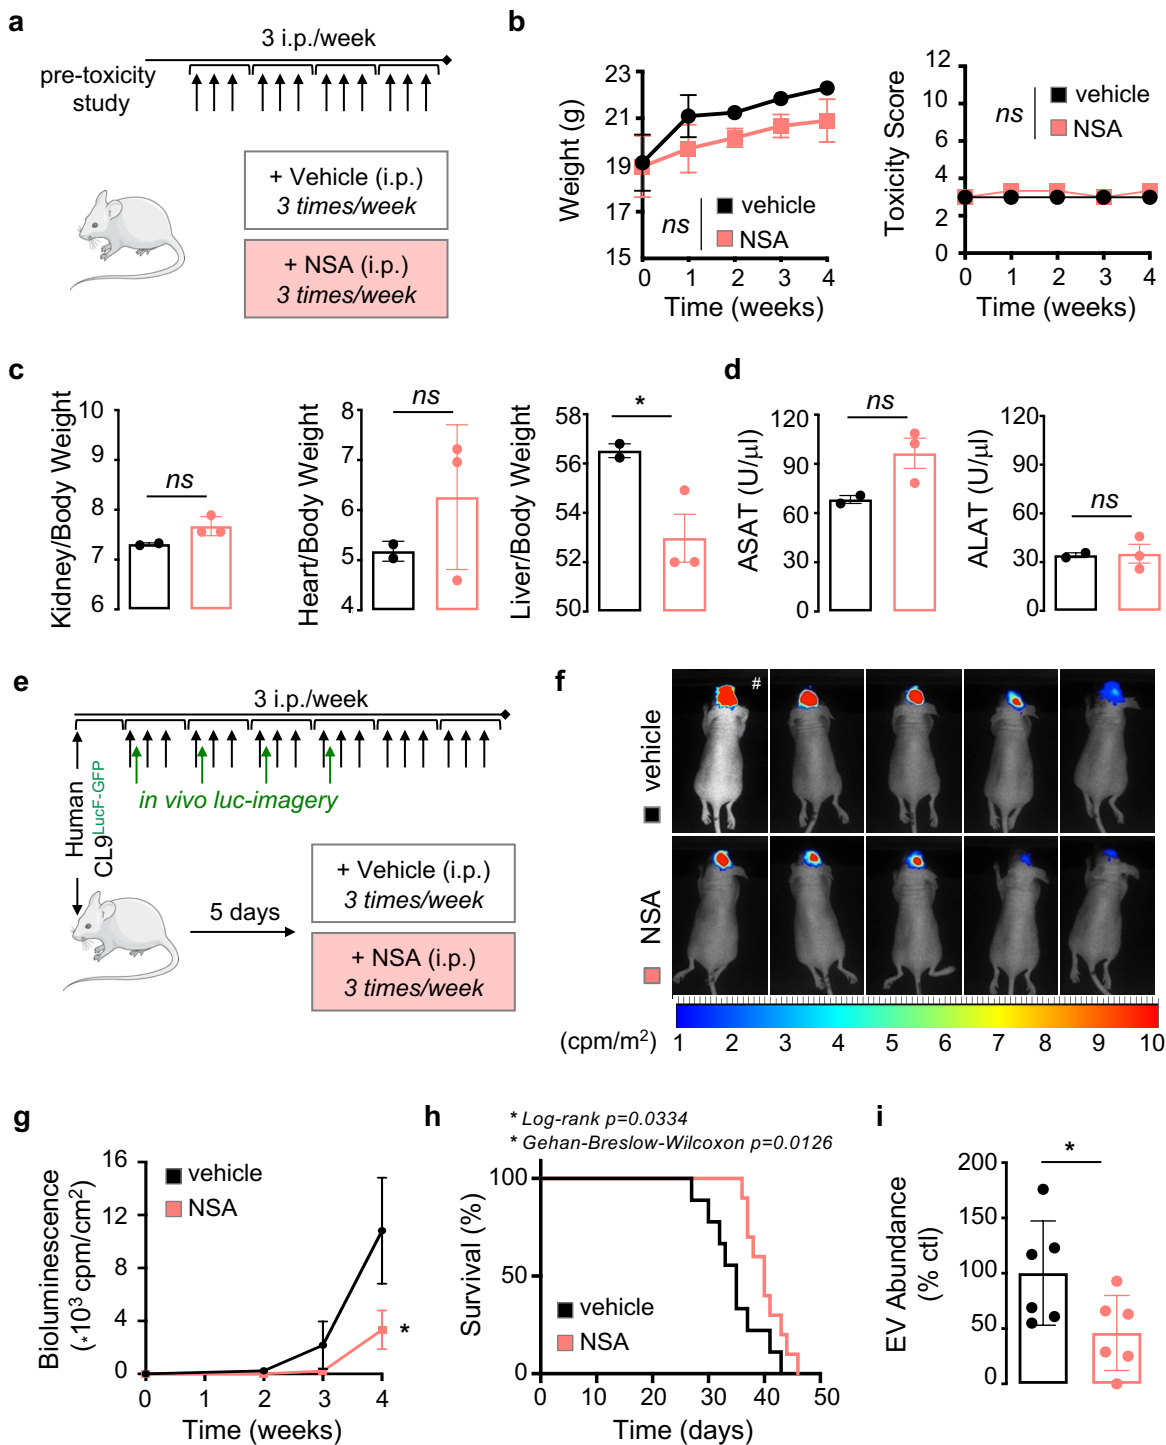 a
3 i.p./week
pre-toxicity
study
+ Vehicle (i.p.)
3 times/week
+ NSA (i.p.)
3 times/week
b
Weight (g)
23
21
19
17
15
ns
vehicle
NSA
0 1 2 3 4
Time (weeks)
Toxicity Score
12
10
8
6
4
2
0
ns
vehicle
NSA
0 1 2 3 4
Time (weeks)
c
Kidney/Body Weight
10
9
8
7
6
ns
Heart/Body Weight
8
7
6
5
4
ns
Liver/Body Weight
58
56
54
52
50
*
d
ASAT (U/µl)
120
90
60
30
0
ns
ALAT (U/µl)
120
90
60
30
0
ns
e
3 i.p./week
in vivo luc-imagery
Human
CL9LucF-GFP
5 days
+ Vehicle (i.p.)
3 times/week
+ NSA (i.p.)
3 times/week
f
#
vehicle
NSA
(cpm/m²) 1 2 3 4 5 6 7 8 9 10
g
Bioluminescence
(*10³ cpm/cm²)
16
12
8
4
0
vehicle
NSA
*
0 1 2 3 4
Time (weeks)
h
* Log-rank p=0.0334
* Gehan-Breslow-Wilcoxon p=0.0126
Survival (%)
100
50
0
vehicle
NSA
0 10 20 30 40 50
Time (days)
i
EV Abundance
(% ctl)
200
150
100
50
0
*